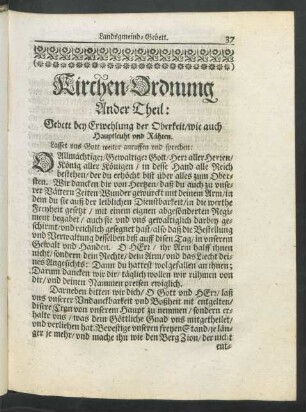 Landsgmeind-Gebett. 37
Kirchen-Ordnung
Ander Theil:
Gebett bey Erwehlung der Oberkeit/ wie auch
Hauptleuht und Rähten.
Lasset uns Gott weiter anruffen und sprechen:
O Allmächtiger/ Gewaltiger Gott/ Herr aller Herren/
König aller Königen/ in desse Hand alle Reich
bestehen/ der du erhöcht bist über alles zum Ober-
sten. Wir dancken dir von Hertzen/ daß du auch zu unse-
rer Vättern Zeiten Wunder gewürckt mit deinem Arm/ in
dem du sie auß der leiblichen Dienstbarkeit/ in die werthe
Freyheit gesetz/ mit einem eignen abgesönderten Regi-
ment begabet/ auch sie und uns gewaltiglich darbey ge-
schirmt/ und reichlich gesegnet hast/ also daß die Bestellung
und Verwaltung desselben biß auff disen Tag/ in unserem
Gewalt und Handen. O HErr/ ihr Arm halff ihnen
nicht/ sondern dein Rechte/ dein Arm/ und das Liecht dei-
nes Angesichts: Dann du hattest wolgefallen an ihnen:
Darum dancken wir dir/ täglich wollen wir rühmen von
dir/ und deinen Nammen preisen ewiglich.
Darneben bitten wir dich/ O Gott und HErr/ laß
uns unserer Undanckbarkeit und Boßheit nit entgelten/
disere Cron von unserem Haupt zu nemmen/ sondern er-
halte uns/ was dein Göttliche Gnad uns mitgetheilet/
und verliehen hat. Bevestige unseren freyen Stand/ je län-
ger je mehr/ und mache ihn wie den Berg Zion/ der nicht
ent-